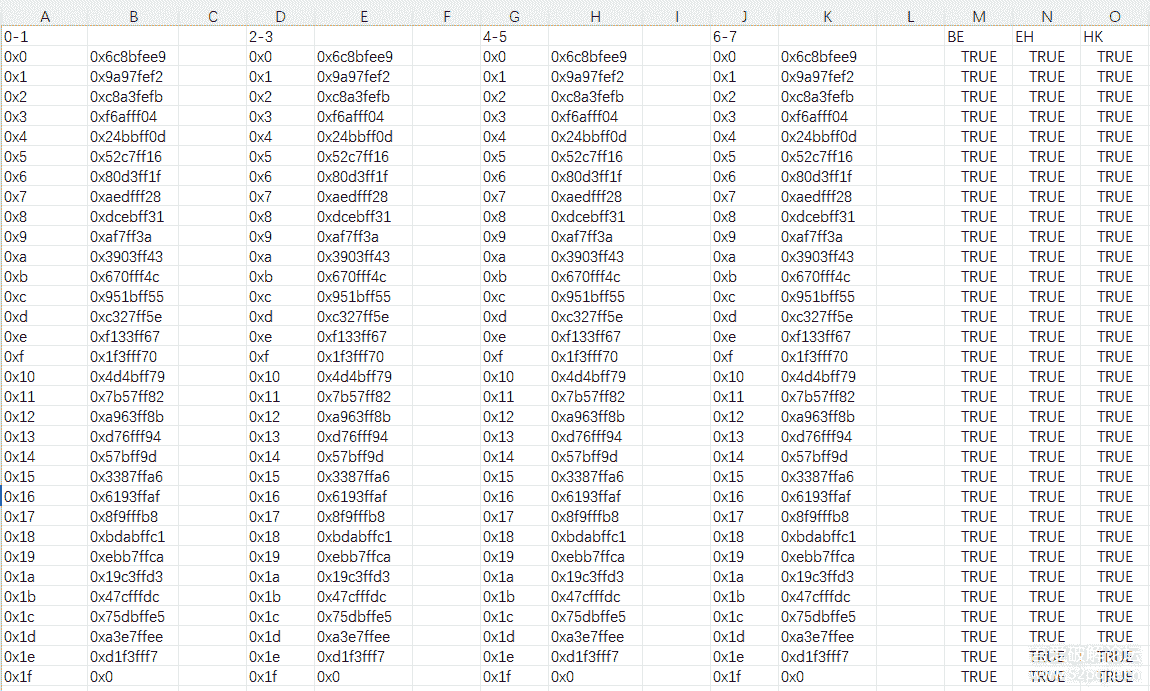 A B C D E F G H I J K L M N O
0-1 2-3 4-5 6-7 BE EH HK
0x0 0x6c8bfee9 0x0 0x6c8bfee9 0x0 0x6c8bfee9 0x0 0x6c8bfee9 TRUE TRUE TRUE
0x1 0x9a97fef2 0x1 0x9a97fef2 0x1 0x9a97fef2 0x1 0x9a97fef2 TRUE TRUE TRUE
0x2 0xc8a3fefb 0x2 0xc8a3fefb 0x2 0xc8a3fefb 0x2 0xc8a3fefb TRUE TRUE TRUE
0x3 0xf6afff04 0x3 0xf6afff04 0x3 0xf6afff04 0x3 0xf6afff04 TRUE TRUE TRUE
0x4 0x24bbff0d 0x4 0x24bbff0d 0x4 0x24bbff0d 0x4 0x24bbff0d TRUE TRUE TRUE
0x5 0x52c7ff16 0x5 0x52c7ff16 0x5 0x52c7ff16 0x5 0x52c7ff16 TRUE TRUE TRUE
0x6 0x80d3ff1f 0x6 0x80d3ff1f 0x6 0x80d3ff1f 0x6 0x80d3ff1f TRUE TRUE TRUE
0x7 0xaedfff28 0x7 0xaedfff28 0x7 0xaedfff28 0x7 0xaedfff28 TRUE TRUE TRUE
0x8 0xdcebff31 0x8 0xdcebff31 0x8 0xdcebff31 0x8 0xdcebff31 TRUE TRUE TRUE
0x9 0xaf7ff3a 0x9 0xaf7ff3a 0x9 0xaf7ff3a 0x9 0xaf7ff3a TRUE TRUE TRUE
0xa 0x3903ff43 0xa 0x3903ff43 0xa 0x3903ff43 0xa 0x3903ff43 TRUE TRUE TRUE
0xb 0x670fff4c 0xb 0x670fff4c 0xb 0x670fff4c 0xb 0x670fff4c TRUE TRUE TRUE
0xc 0x951bff55 0xc 0x951bff55 0xc 0x951bff55 0xc 0x951bff55 TRUE TRUE TRUE
0xd 0xc327ff5e 0xd 0xc327ff5e 0xd 0xc327ff5e 0xd 0xc327ff5e TRUE TRUE TRUE
0xe 0xf133ff67 0xe 0xf133ff67 0xe 0xf133ff67 0xe 0xf133ff67 TRUE TRUE TRUE
0xf 0x1f3fff70 0xf 0x1f3fff70 0xf 0x1f3fff70 0xf 0x1f3fff70 TRUE TRUE TRUE
0x10 0x4d4bff79 0x10 0x4d4bff79 0x10 0x4d4bff79 0x10 0x4d4bff79 TRUE TRUE TRUE
0x11 0x7b57ff82 0x11 0x7b57ff82 0x11 0x7b57ff82 0x11 0x7b57ff82 TRUE TRUE TRUE
0x12 0xa963ff8b 0x12 0xa963ff8b 0x12 0xa963ff8b 0x12 0xa963ff8b TRUE TRUE TRUE
0x13 0xd76fff94 0x13 0xd76fff94 0x13 0xd76fff94 0x13 0xd76fff94 TRUE TRUE TRUE
0x14 0x57bff9d 0x14 0x57bff9d 0x14 0x57bff9d 0x14 0x57bff9d TRUE TRUE TRUE
0x15 0x3387ffa6 0x15 0x3387ffa6 0x15 0x3387ffa6 0x15 0x3387ffa6 TRUE TRUE TRUE
0x16 0x6193ffaf 0x16 0x6193ffaf 0x16 0x6193ffaf 0x16 0x6193ffaf TRUE TRUE TRUE
0x17 0x8f9fffb8 0x17 0x8f9fffb8 0x17 0x8f9fffb8 0x17 0x8f9fffb8 TRUE TRUE TRUE
0x18 0xbdabffc1 0x18 0xbdabffc1 0x18 0xbdabffc1 0x18 0xbdabffc1 TRUE TRUE TRUE
0x19 0xebb7ffca 0x19 0xebb7ffca 0x19 0xebb7ffca 0x19 0xebb7ffca TRUE TRUE TRUE
0x1a 0x19c3ffd3 0x1a 0x19c3ffd3 0x1a 0x19c3ffd3 0x1a 0x19c3ffd3 TRUE TRUE TRUE
0x1b 0x47cfffdc 0x1b 0x47cfffdc 0x1b 0x47cfffdc 0x1b 0x47cfffdc TRUE TRUE TRUE
0x1c 0x75dbffe5 0x1c 0x75dbffe5 0x1c 0x75dbffe5 0x1c 0x75dbffe5 TRUE TRUE TRUE
0x1d 0xa3e7ffee 0x1d 0xa3e7ffee 0x1d 0xa3e7ffee 0x1d 0xa3e7ffee TRUE TRUE TRUE
0x1e 0xd1f3fff7 0x1e 0xd1f3fff7 0x1e 0xd1f3fff7 0x1e 0xd1f3fff7 TRUE TRUE TRUE
0x1f 0x0 0x1f 0x0 0x1f 0x0 0x1f 0x0 TRUE TRUE TRUE